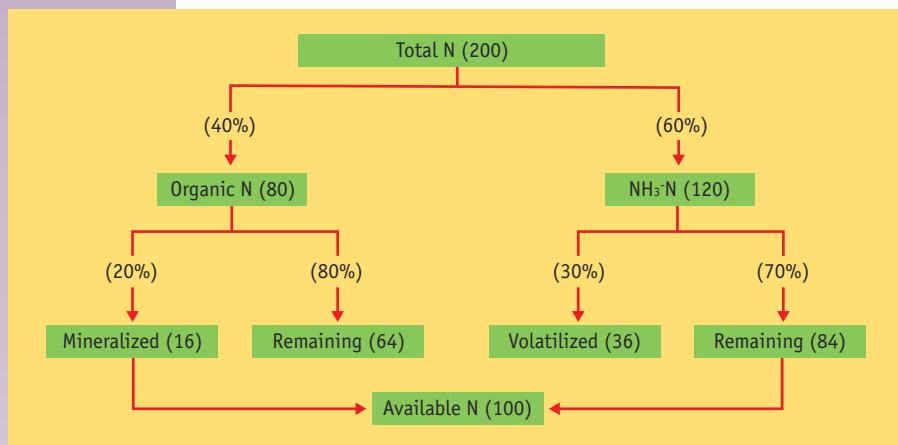 Total N (200)
(40%) (60%)
Organic N (80) NH₃-N (120)
(20%) (80%) (30%) (70%)
Mineralized (16) Remaining (64) Volatilized (36) Remaining (84)
Available N (100)